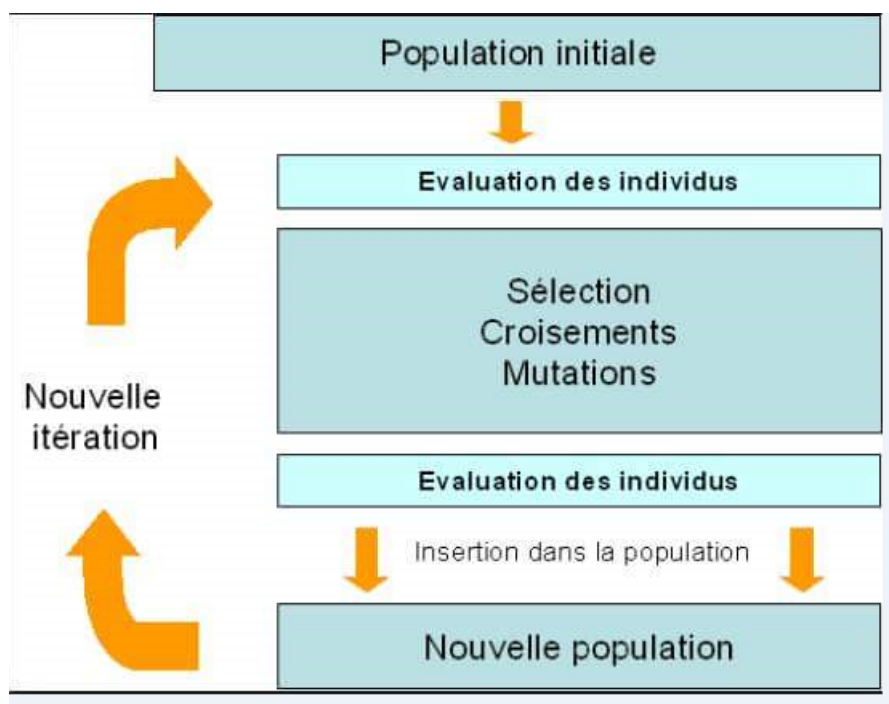 Population initiale
Evaluation des individus
Sélection
Croisements
Mutations
Nouvelle
itération
Evaluation des individus
Insertion dans la population
Nouvelle population